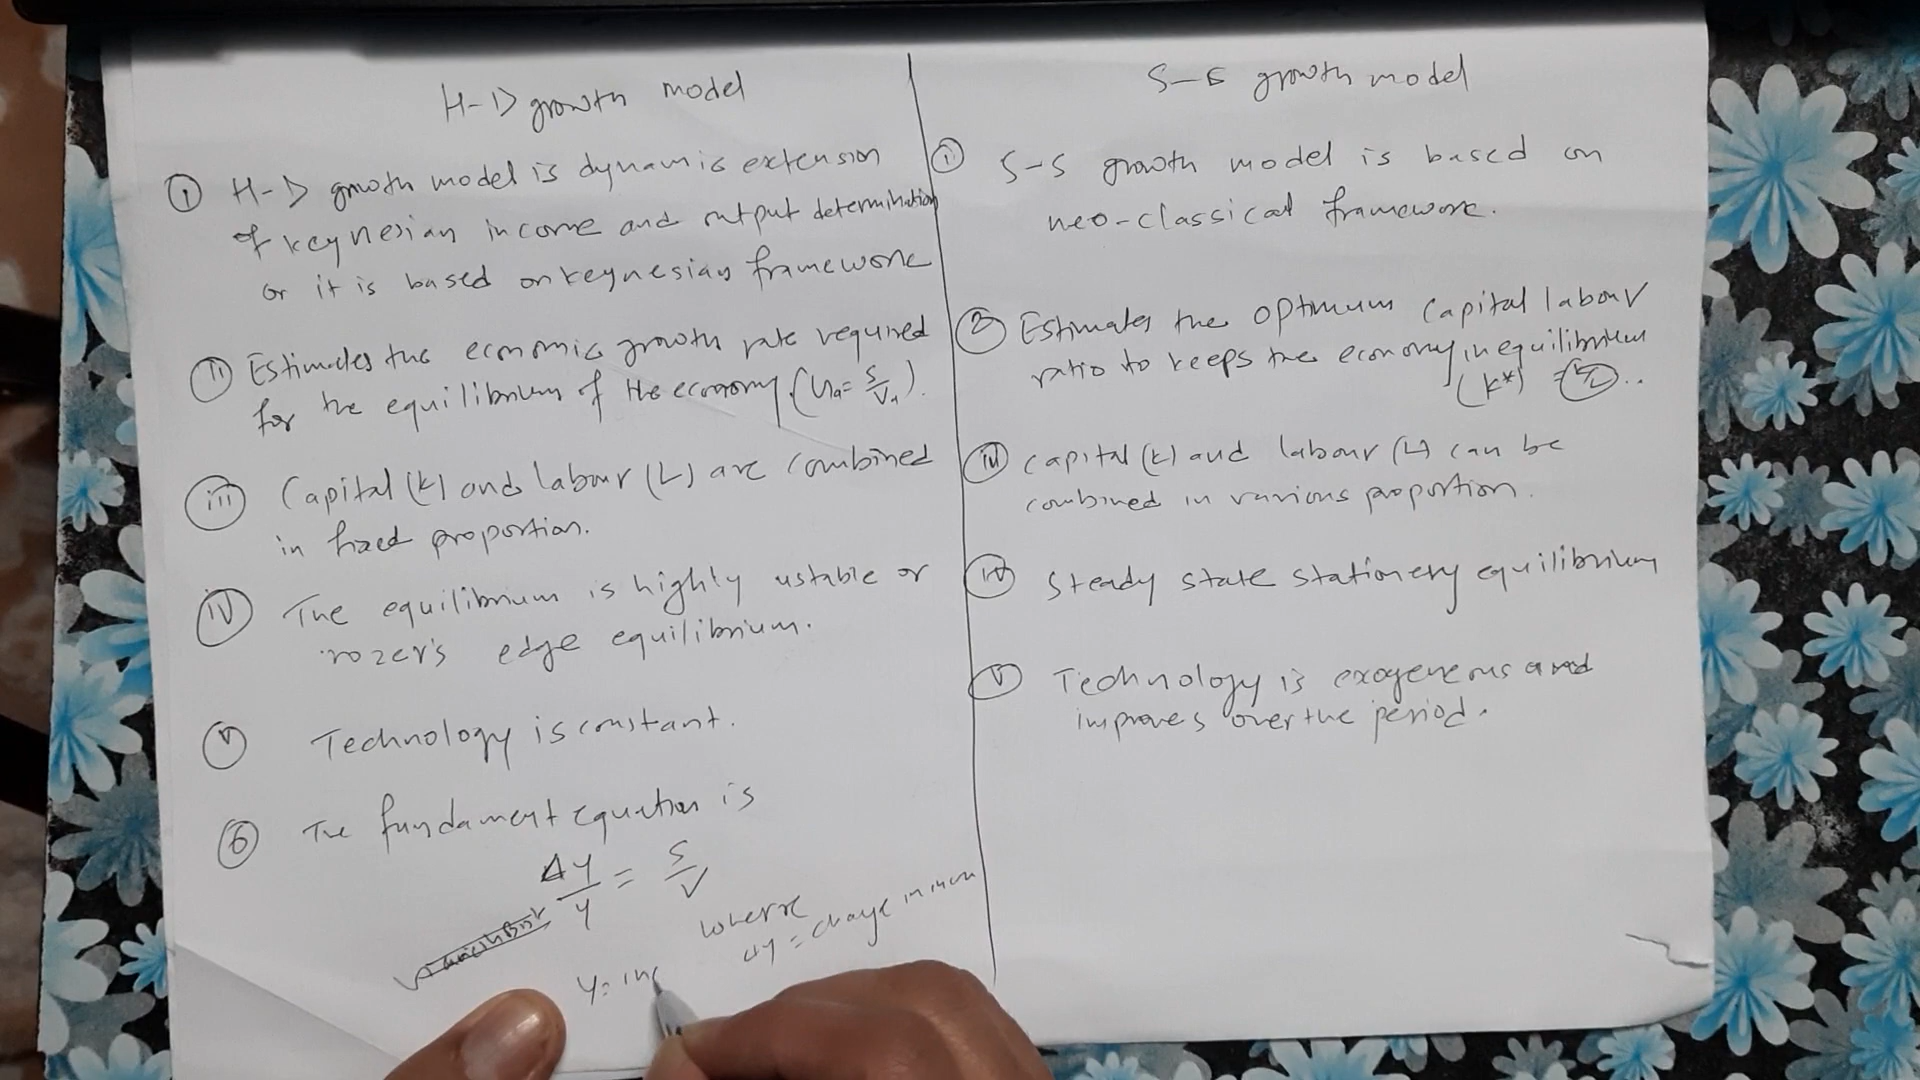 H-D growth model
① H-D growth model is dynamic extension
of keynesian income and output determination
or it is based on keynesian framework
ii Estimates the economic growth rate required
for the equilibrium of the economy.
iii Capital (K) and labour (L) are combined
in fixed proportion.
iv The equilibrium is highly ustable or
rozer's edge equilibrium.
v Technology is constant.
⑥ The fundament equation is
ΔY/Y = S/V
where
ΔY = change in
Y = inc
S-S growth model
① S-S growth model is based on
neo-classical framework.
② Estimates the optimum capital labour
ratio to keeps the economy in equilibrium
(k*)
capital (K) and labour (L) can be
combined in various proportion.
iv Steady state stationery equilibrium
v Technology is exogenerous and
improves over the period.